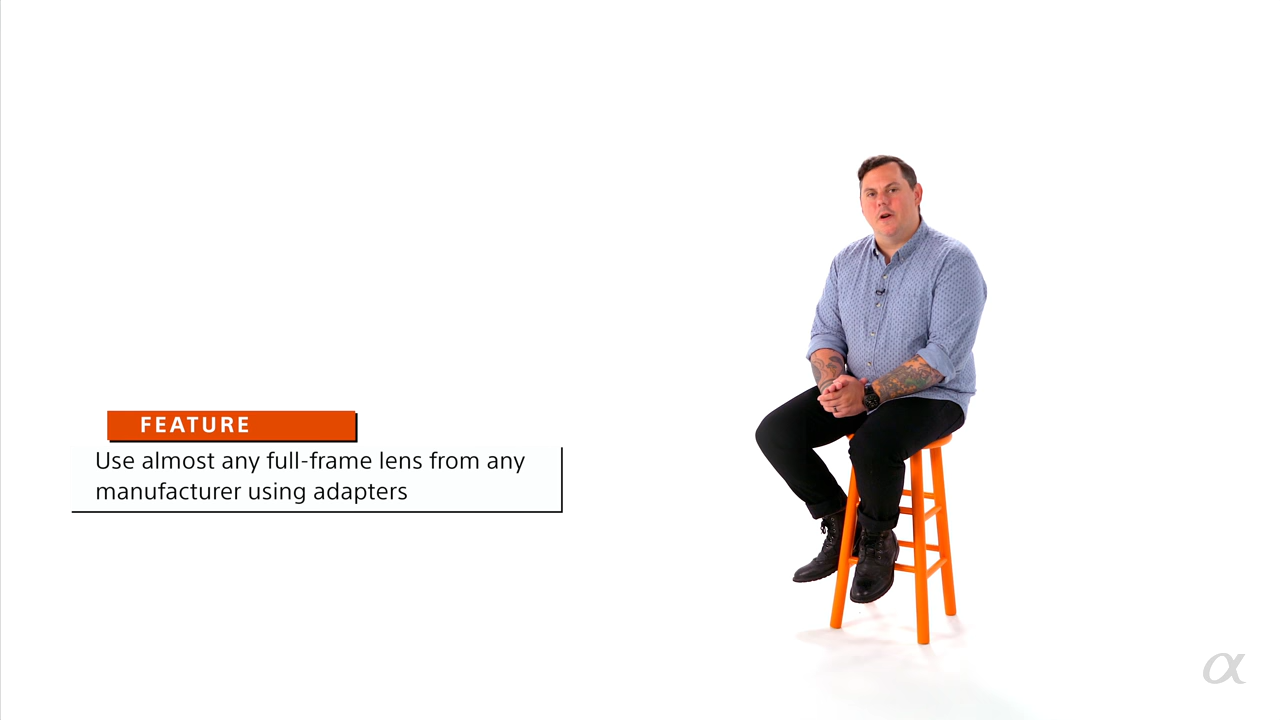 FEATURE
Use almost any full-frame lens from any
manufacturer using adapters
α